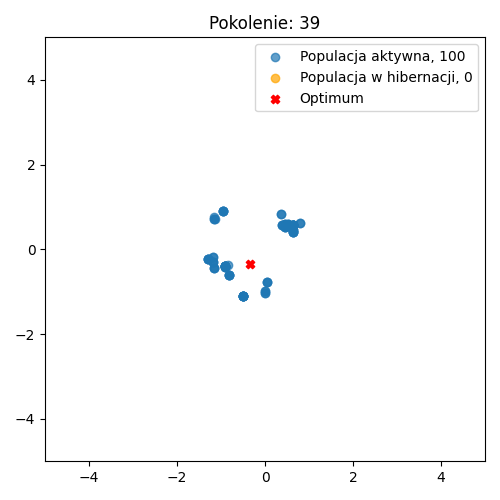 Pokolenie: 39
Populacja aktywna, 100
Populacja w hibernacji, 0
Optimum
4
2
0
−2
−4
−4 −2 0 2 4